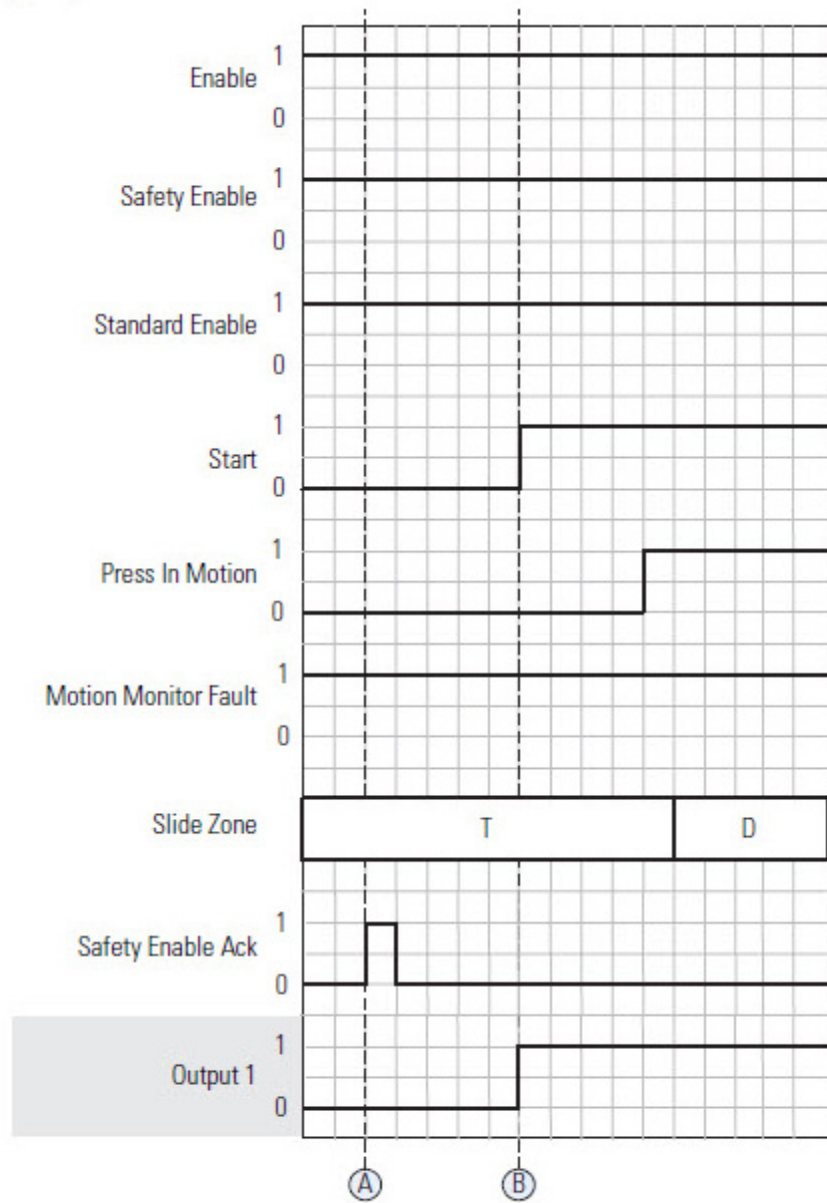 1
Enable
0
1
Safety Enable
0
1
Standard Enable
0
1
Start
0
1
Press In Motion
0
1
Motion Monitor Fault
0
Slide Zone T D
1
Safety Enable Ack
0
1
Output 1
0
A B